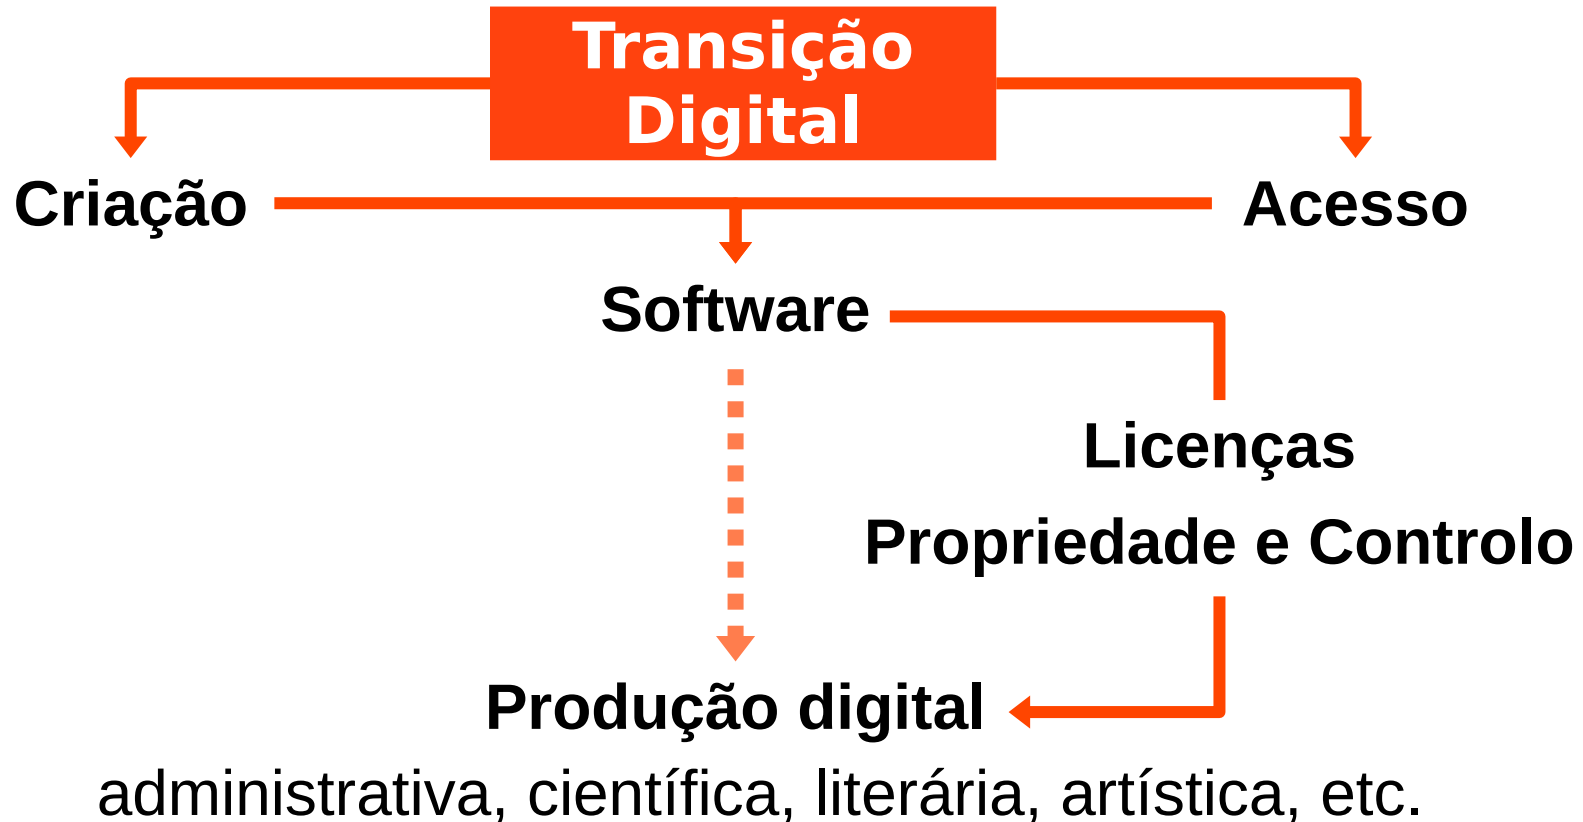 Transição
Digital
Criação
Acesso
Software
Licenças
Propriedade e Controlo
Produção digital
administrativa, científica, literária, artística, etc.